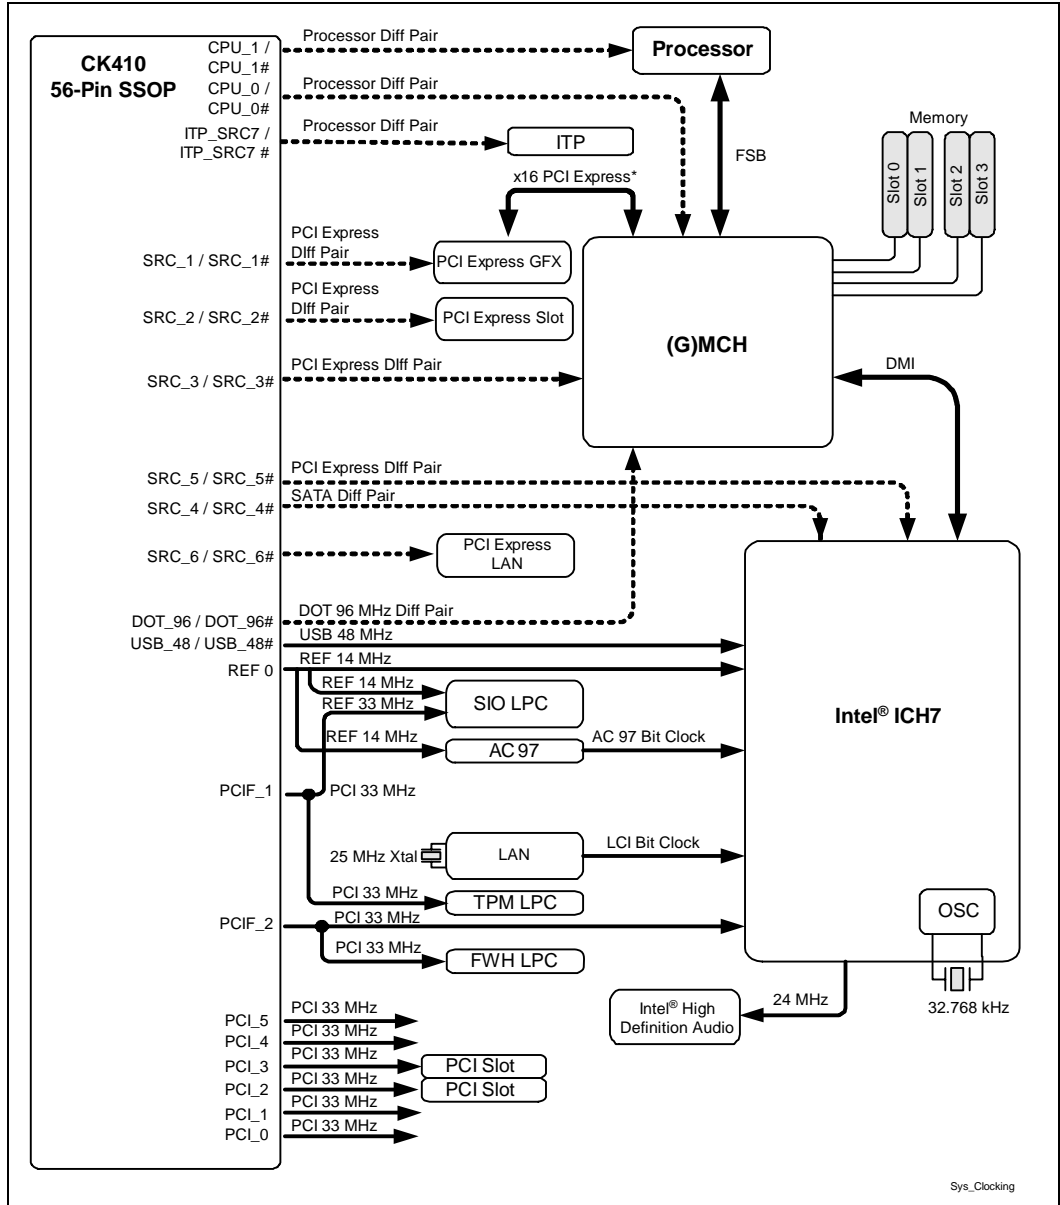 CK410
56-Pin SSOP
CPU_1 /
CPU_1#
CPU_0 /
CPU_0#
ITP_SRC7 /
ITP_SRC7 #
Processor Diff Pair
Processor Diff Pair
Processor Diff Pair
Processor
ITP
FSB
Memory
Slot 0
Slot 1
Slot 2
Slot 3
x16 PCI Express*
SRC_1 / SRC_1#
PCI Express
DIff Pair
PCI Express GFX
SRC_2 / SRC_2#
PCI Express
DIff Pair
PCI Express Slot
(G)MCH
SRC_3 / SRC_3#
PCI Express DIff Pair
DMI
SRC_5 / SRC_5#
PCI Express DIff Pair
SRC_4 / SRC_4#
SATA Diff Pair
SRC_6 / SRC_6#
PCI Express
LAN
DOT_96 / DOT_96#
DOT 96 MHz Diff Pair
USB_48 / USB_48#
USB 48 MHz
REF 0
REF 14 MHz
REF 14 MHz
REF 33 MHz
SIO LPC
Intel® ICH7
REF 14 MHz
AC 97
AC 97 Bit Clock
PCIF_1
PCI 33 MHz
25 MHz Xtal
LAN
LCI Bit Clock
PCI 33 MHz
TPM LPC
PCIF_2
PCI 33 MHz
PCI 33 MHz
FWH LPC
OSC
32.768 kHz
24 MHz
Intel® High
Definition Audio
PCI_5
PCI 33 MHz
PCI_4
PCI 33 MHz
PCI_3
PCI 33 MHz
PCI Slot
PCI_2
PCI 33 MHz
PCI Slot
PCI_1
PCI 33 MHz
PCI_0
PCI 33 MHz
Sys_Clocking